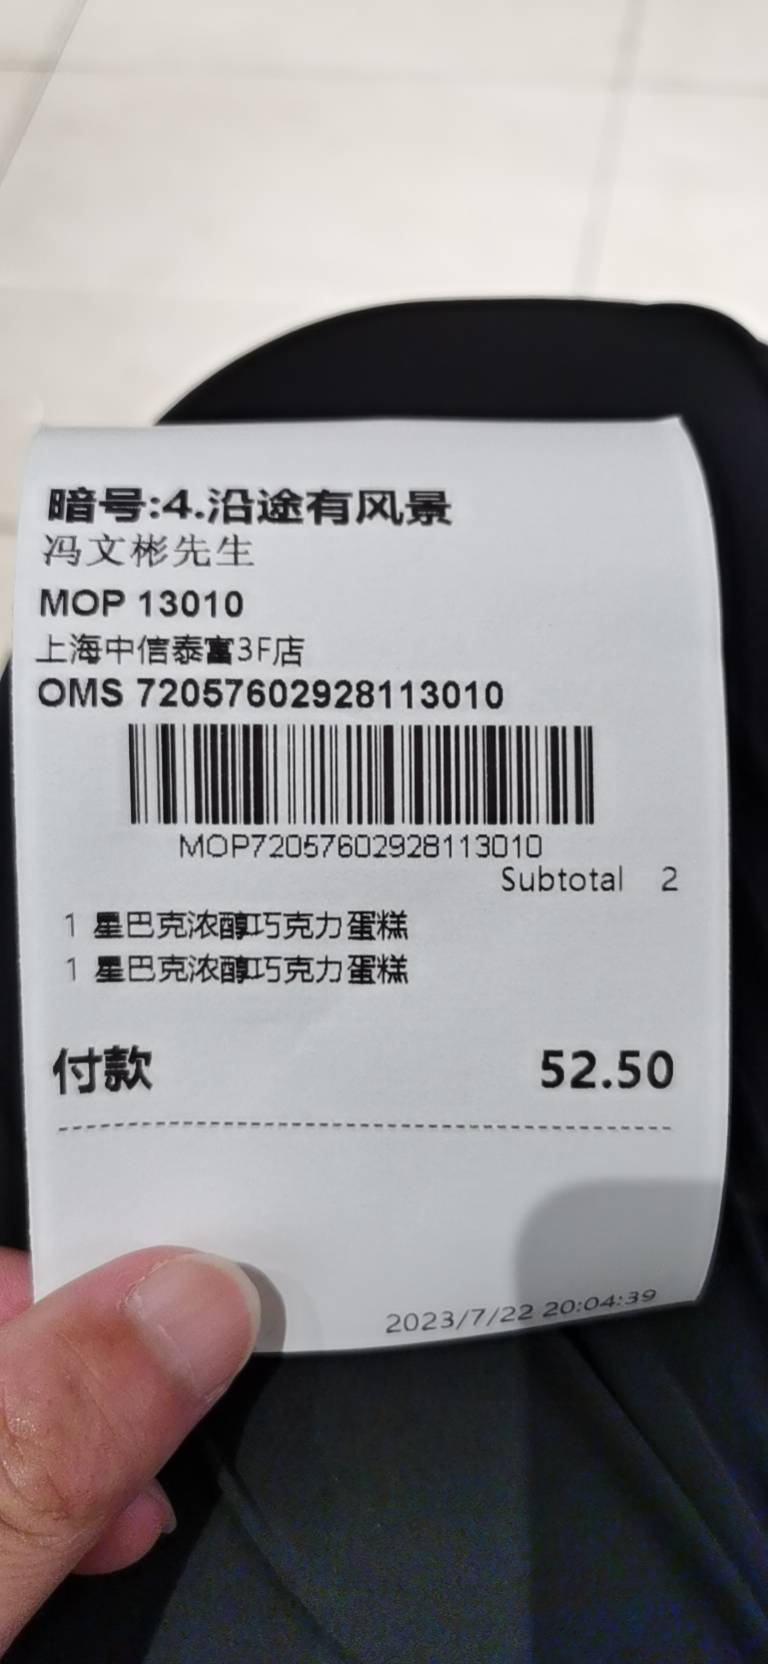 暗号:4.沿途有风景
冯文彬先生
MOP 13010
上海中信泰富3F店
OMS 72057602928113010
MOP72057602928113010
Subtotal 2
1 星巴克浓醇巧克力蛋糕
1 星巴克浓醇巧克力蛋糕
付款 52.50
2023/7/22 20:04:39